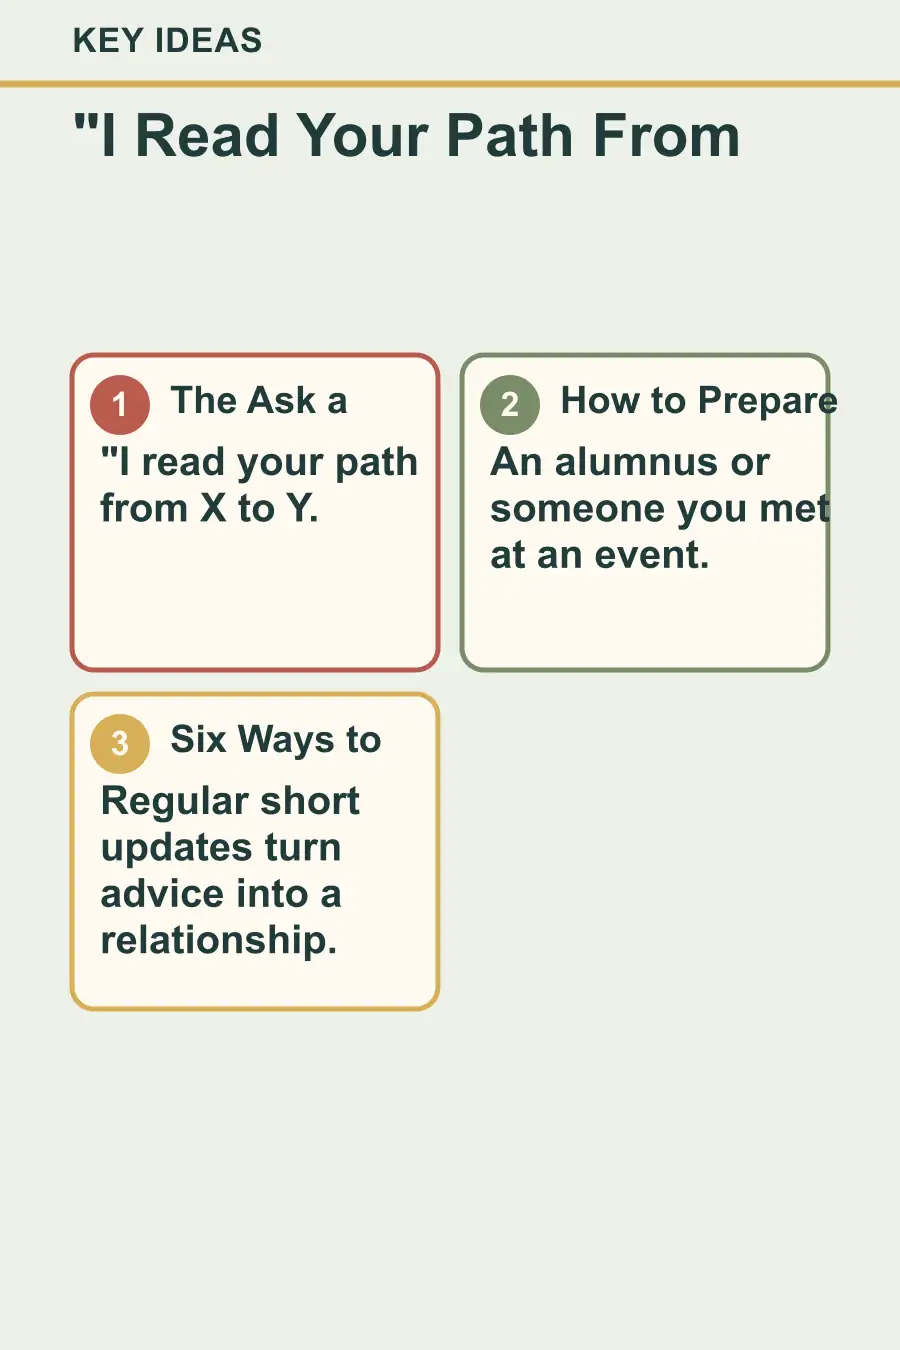 KEY IDEAS
"I Read Your Path From
1 The Ask a
"I read your path
from X to Y.
2 How to Prepare
An alumnus or
someone you met
at an event.
3 Six Ways to
Regular short
updates turn
advice into a
relationship.